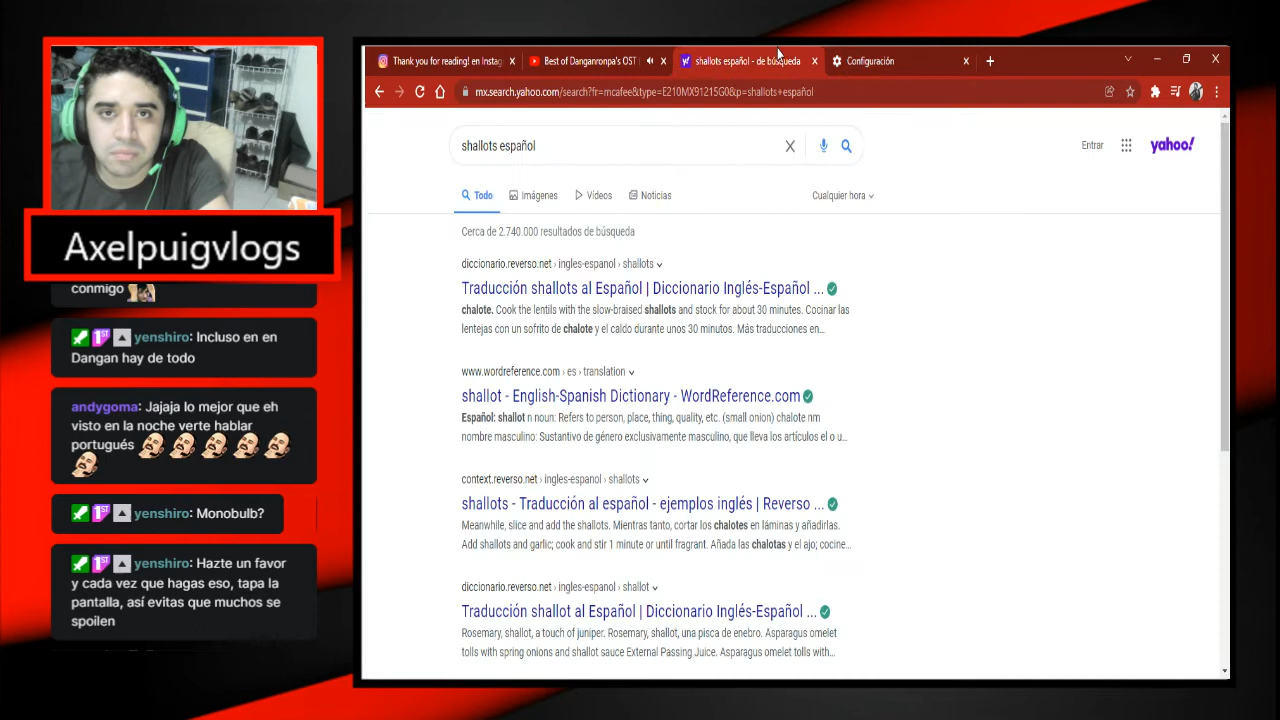 Axelpuigvlogs
conmigo
yenshiro: Incluso en en
Dangan hay de todo
andygoma: Jajaja lo mejor que eh
visto en la noche verte hablar
portugués
yenshiro: Monobulb?
yenshiro: Hazte un favor
y cada vez que hagas eso, tapa la
pantalla, así evitas que muchos se
spoilen
Thank you for reading! en Instag
Best of Danganronpa's OST
shallots español - de búsqueda
Configuración
mx.search.yahoo.com/search?fr=mcafee&type=E210MX91215G0&p=shallots+español
shallots español
Entrar
yahoo!
Todo
Imágenes
Vídeos
Noticias
Cualquier hora
Cerca de 2.740.000 resultados de búsqueda
diccionario.reverso.net › ingles-espanol › shallots
Traducción shallots al Español | Diccionario Inglés-Español ...
chalote. Cook the lentils with the slow-braised shallots and stock for about 30 minutes. Cocinar las
lentejas con un sofrito de chalote y el caldo durante unos 30 minutos. Más traducciones en...
www.wordreference.com › es › translation
shallot - English-Spanish Dictionary - WordReference.com
Español: shallot n noun: Refers to person, place, thing, quality, etc. (small onion) chalote nm
nombre masculino: Sustantivo de género exclusivamente masculino, que lleva los artículos el o u...
context.reverso.net › ingles-espanol › shallots
shallots - Traducción al español - ejemplos inglés | Reverso ...
Meanwhile, slice and add the shallots. Mientras tanto, cortar los chalotes en láminas y añadirlas.
Add shallots and garlic; cook and stir 1 minute or until fragrant. Añada las chalotas y el ajo; cocine...
diccionario.reverso.net › ingles-espanol › shallot
Traducción shallot al Español | Diccionario Inglés-Español ...
Rosemary, shallot, a touch of juniper. Rosemary, shallot, una pisca de enebro. Asparagus omelet
tolls with spring onions and shallot sauce External Passing Juice. Asparagus omelet tolls with...